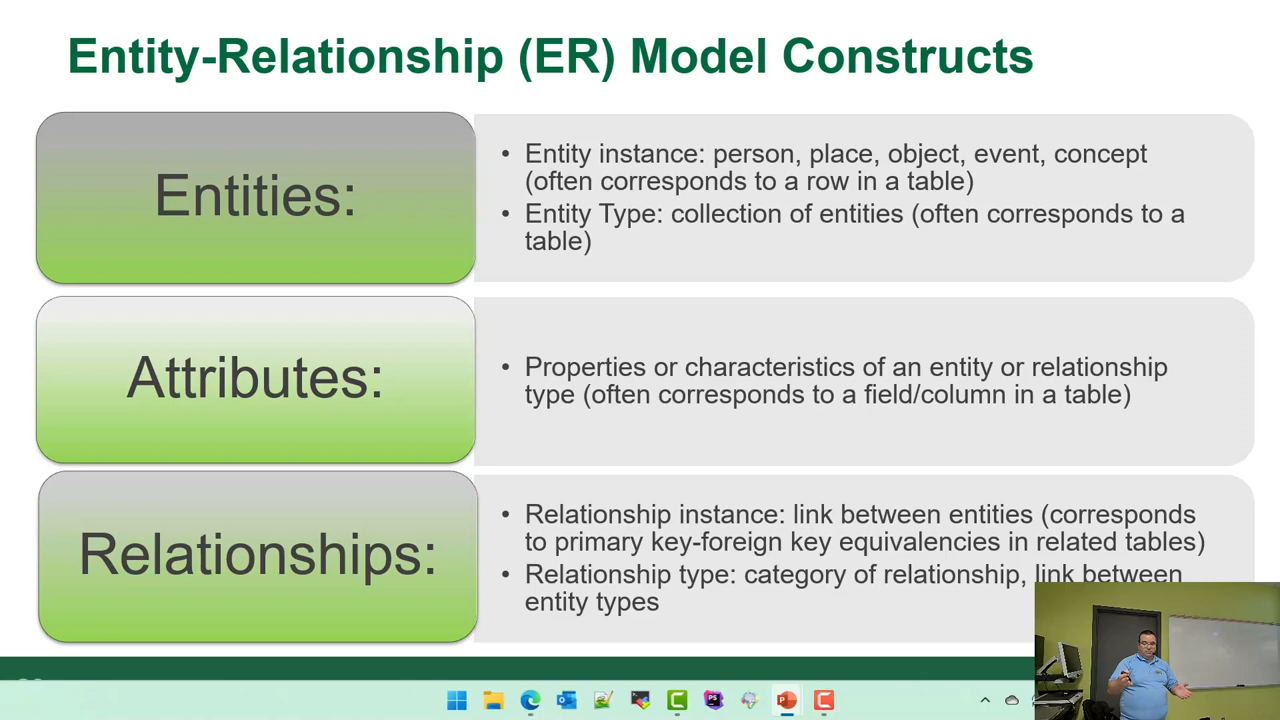 Entity-Relationship (ER) Model Constructs
Entities:
• Entity instance: person, place, object, event, concept
(often corresponds to a row in a table)
• Entity Type: collection of entities (often corresponds to a
table)
Attributes:
• Properties or characteristics of an entity or relationship
type (often corresponds to a field/column in a table)
Relationships:
• Relationship instance: link between entities (corresponds
to primary key-foreign key equivalencies in related tables)
• Relationship type: category of relationship, link between
entity types
PS